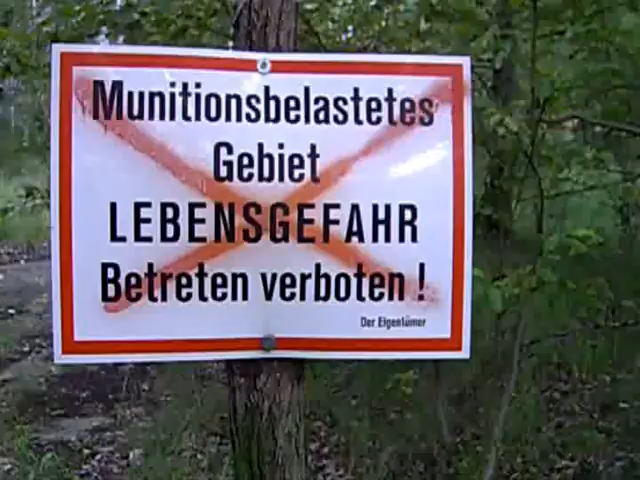 Munitionsbelastetes
Gebiet
LEBENSGEFAHR
Betreten verboten !
Der Eigentümer